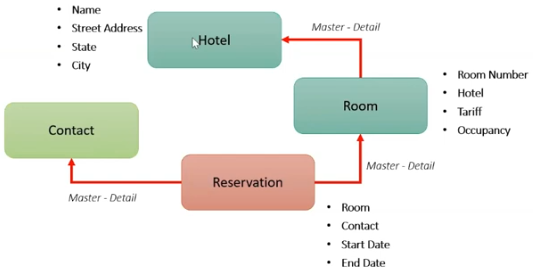 • Name
• Street Address
• State
• City
Hotel
Master - Detail
Room
• Room Number
• Hotel
• Tariff
• Occupancy
Contact
Master - Detail
Reservation
Master - Detail
• Room
• Contact
• Start Date
• End Date